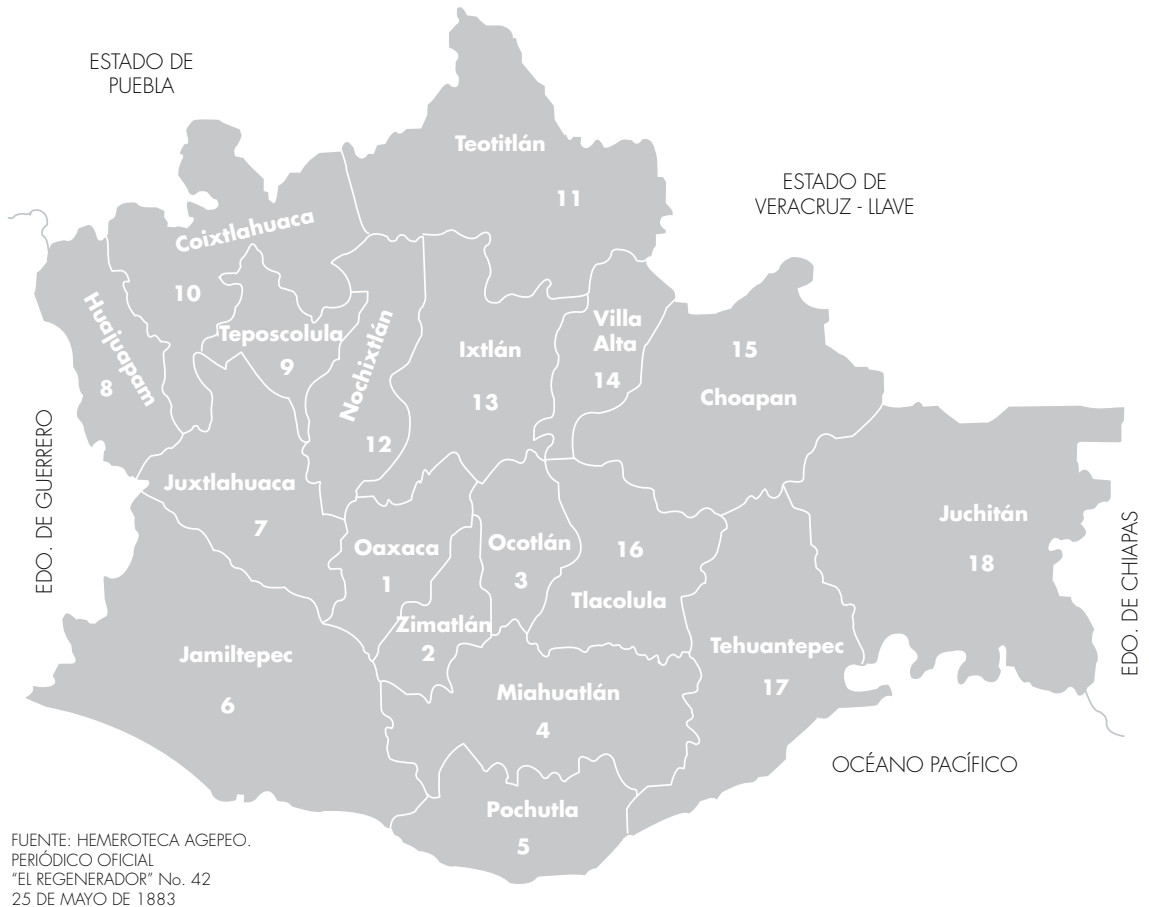 ESTADO DE
PUEBLA
Teotitlán
11
ESTADO DE
VERACRUZ - LLAVE
Coixtlahuaca
10
Huajuapam
8
Teposcolula
9
Nochixtlán
12
Ixtlán
13
Villa
Alta
14
15
Choapan
EDO. DE GUERRERO
Juxtlahuaca
7
Oaxaca
1
Ocotlán
3
16
Tlacolula
Juchitán
18
EDO. DE CHIAPAS
Zimatlán
2
Jamiltepec
6
Tehuantepec
17
Miahuatlán
4
OCÉANO PACÍFICO
Pochutla
5
FUENTE: HEMEROTECA AGEPEO.
PERIÓDICO OFICIAL
"EL REGENERADOR" No. 42
25 DE MAYO DE 1883